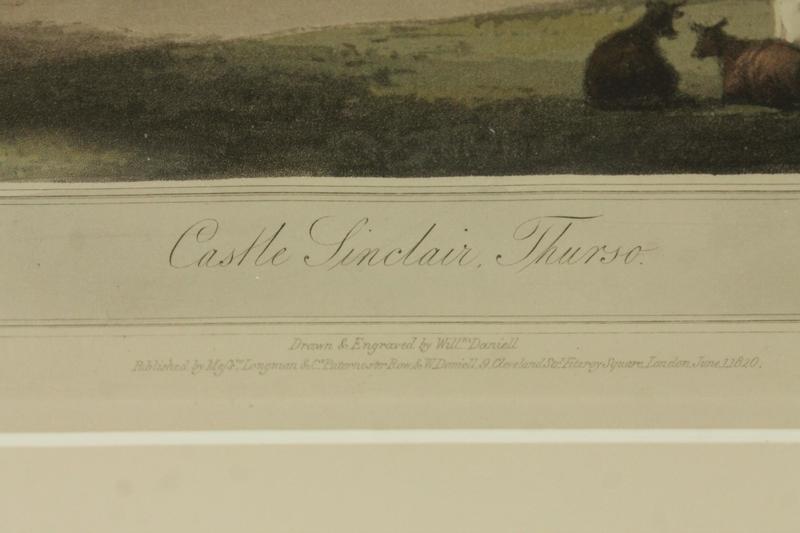 Castle Sinclair, Thurso.
Drawn & Engraved by Willm. Daniell
Published by Messrs. Longman & Co. Paternoster Row, & W. Daniell, 9, Cleveland Str. Fitzroy Square, London, June, 1, 1820.